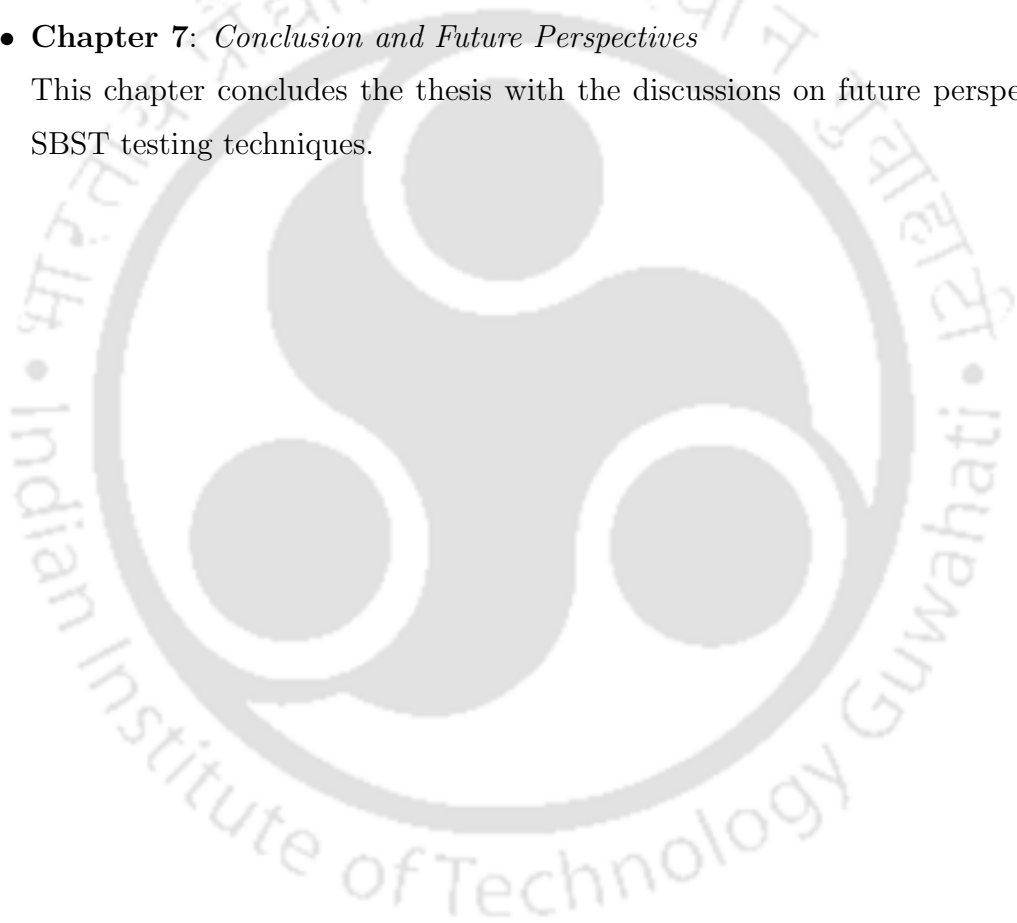 • Chapter 7: Conclusion and Future Perspectives
This chapter concludes the thesis with the discussions on future perspe
SBST testing techniques.
Indian Institute of Technology Guwahati